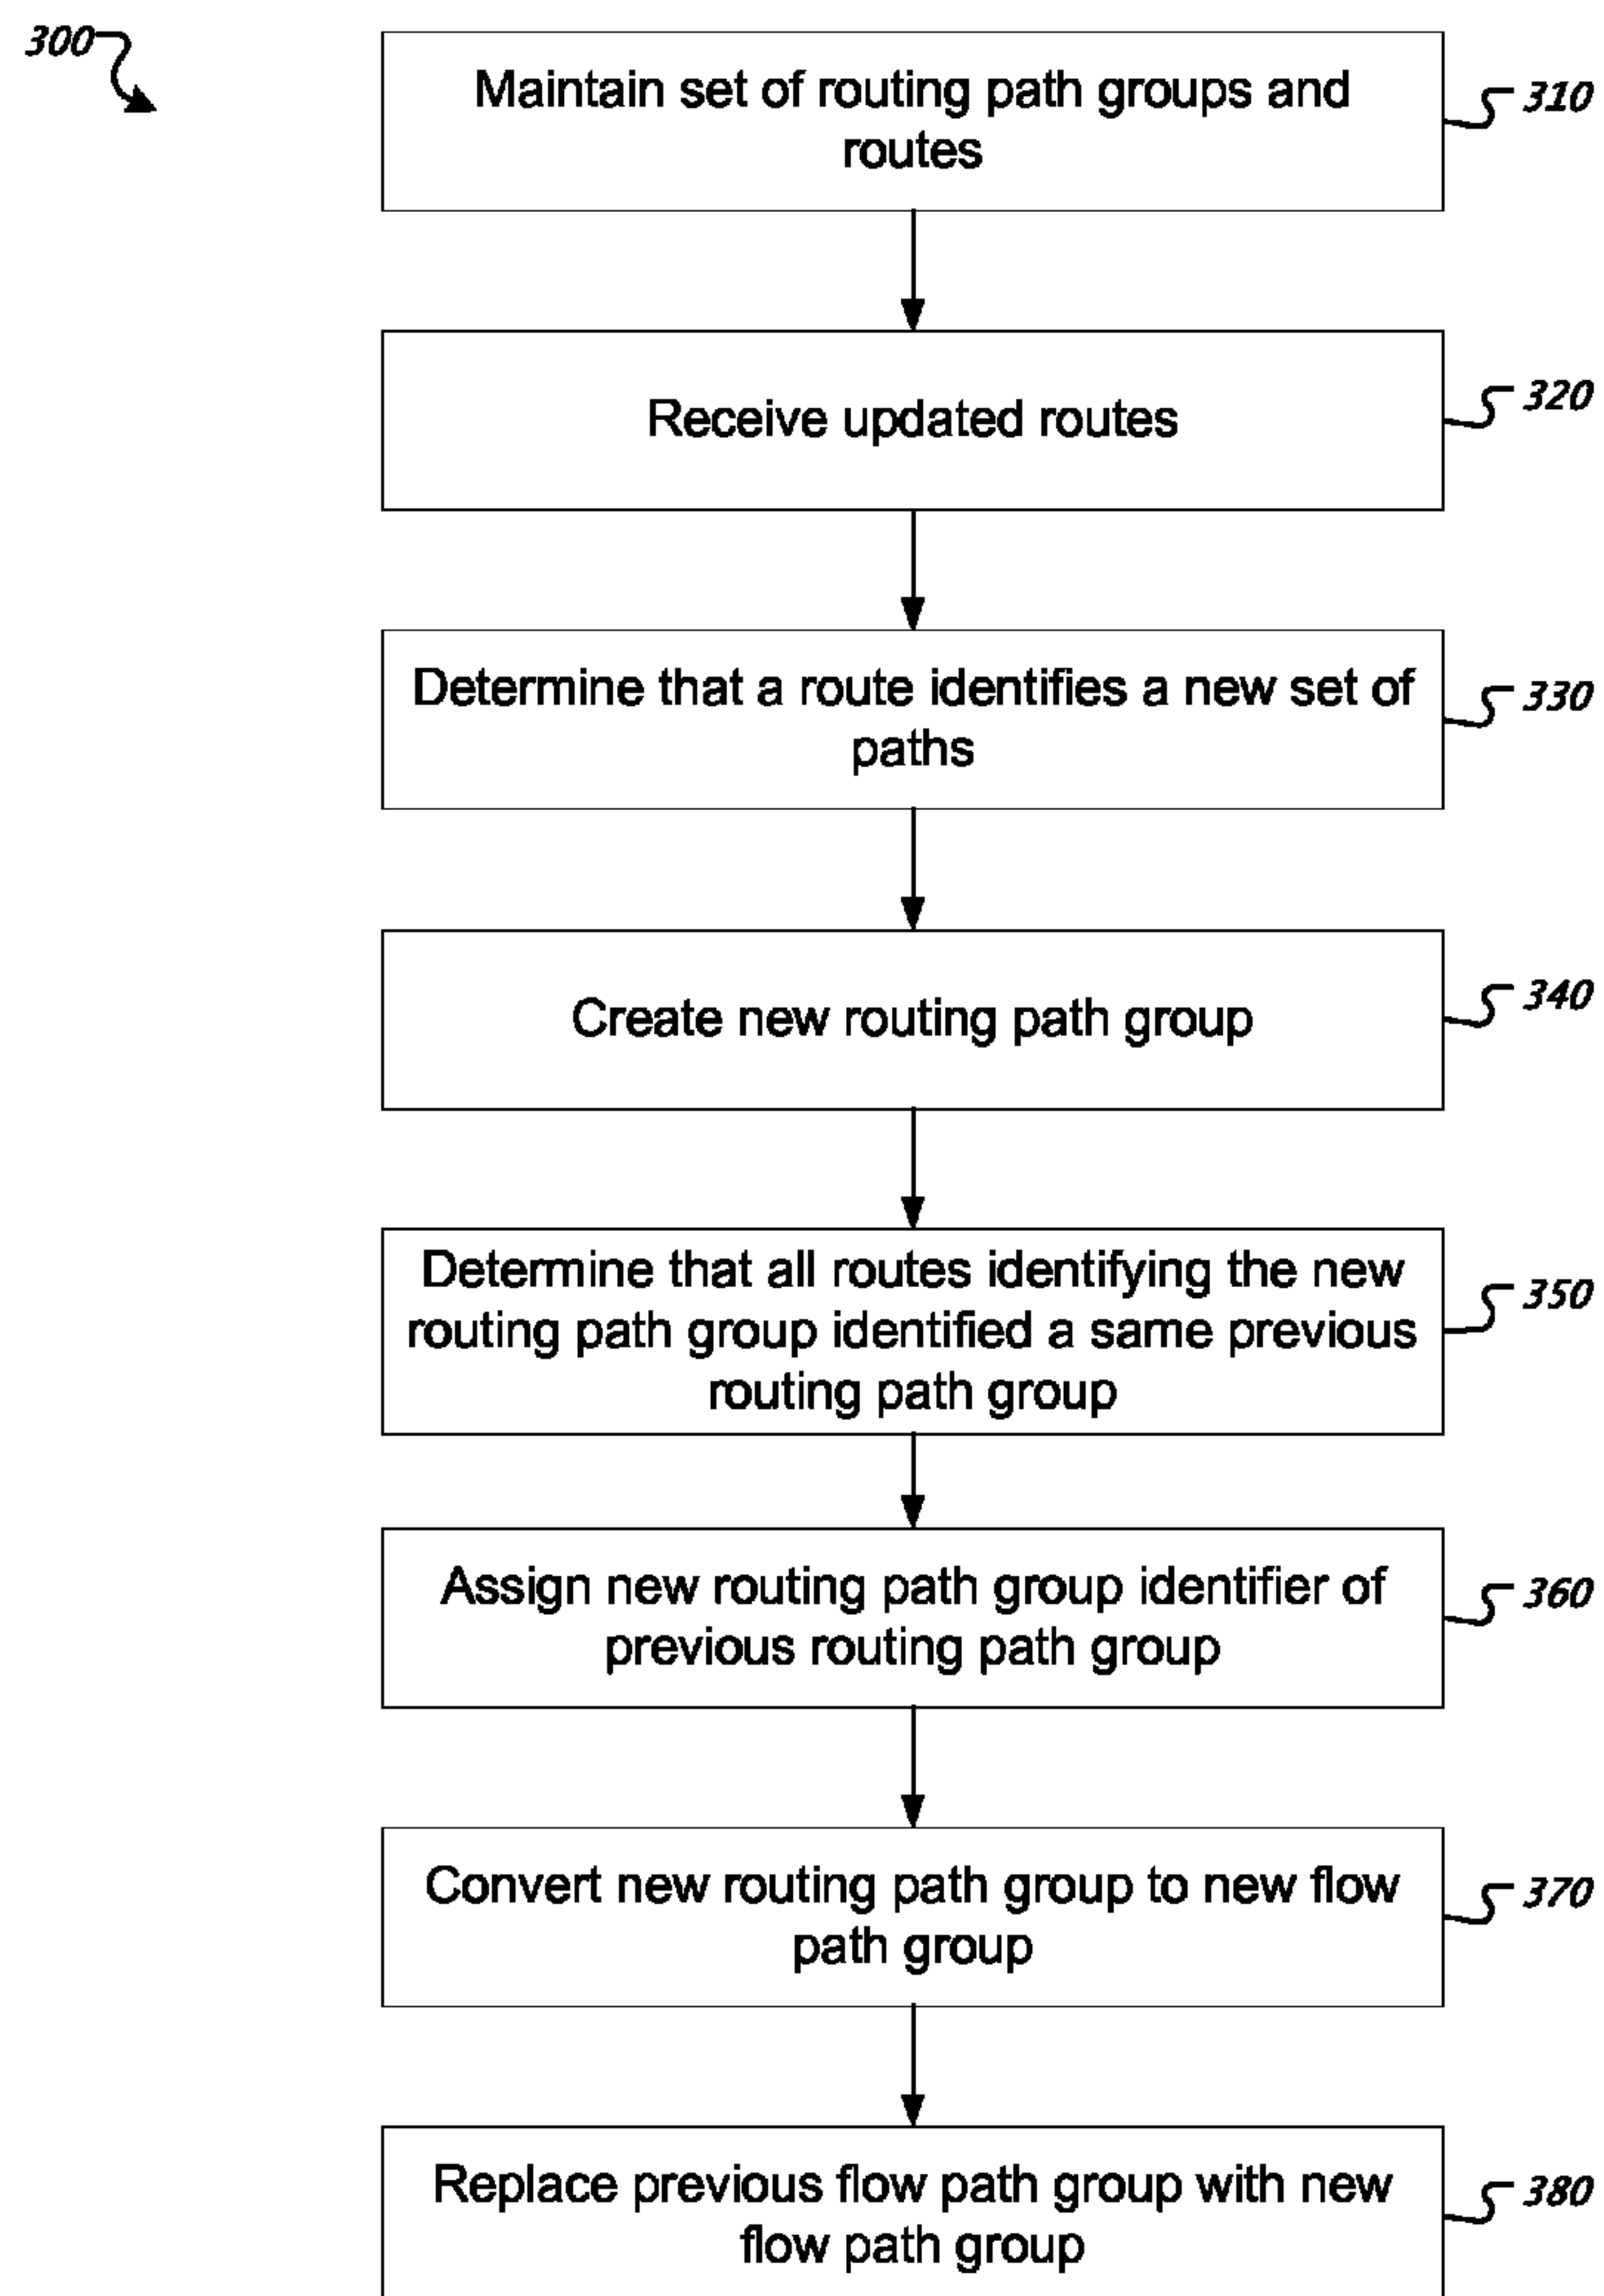 300
Maintain set of routing path groups and
routes
310
Receive updated routes
320
Determine that a route identifies a new set of
paths
330
Create new routing path group
340
Determine that all routes identifying the new
routing path group identified a same previous
routing path group
350
Assign new routing path group identifier of
previous routing path group
360
Convert new routing path group to new flow
path group
370
Replace previous flow path group with new
flow path group
380